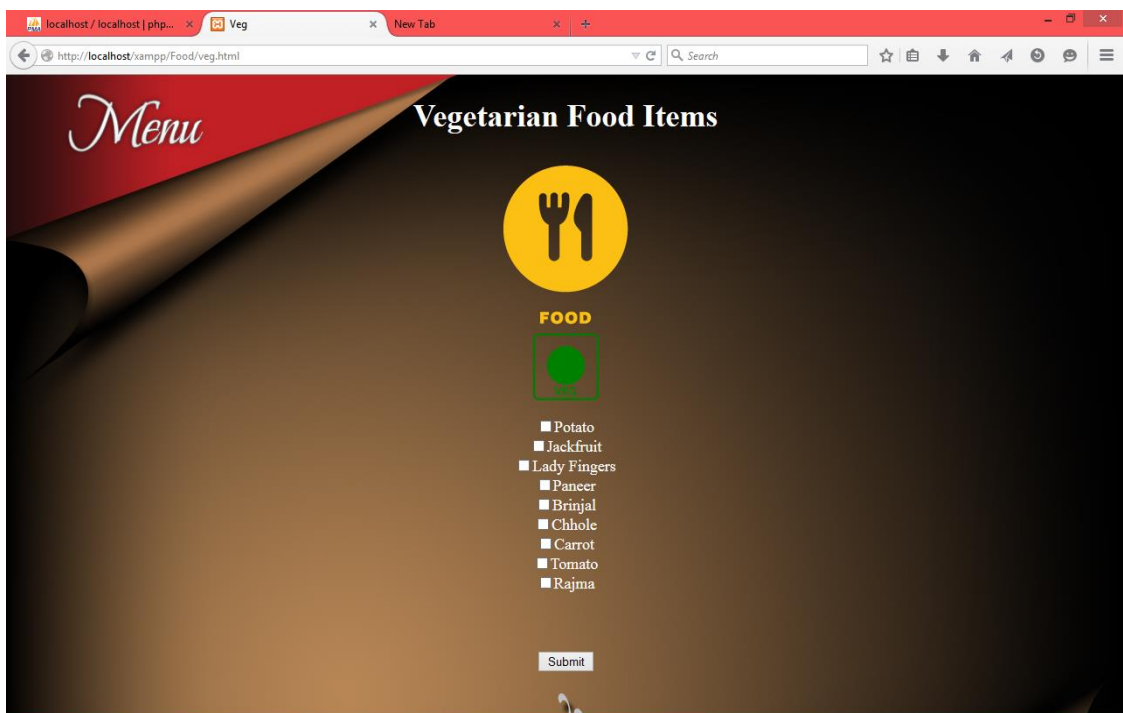 localhost / localhost | php...
Veg
New Tab
http://localhost/xampp/Food/veg.html
Search
Menu
Vegetarian Food Items
FOOD
VEG
Potato
Jackfruit
Lady Fingers
Paneer
Brinjal
Chhole
Carrot
Tomato
Rajma
Submit